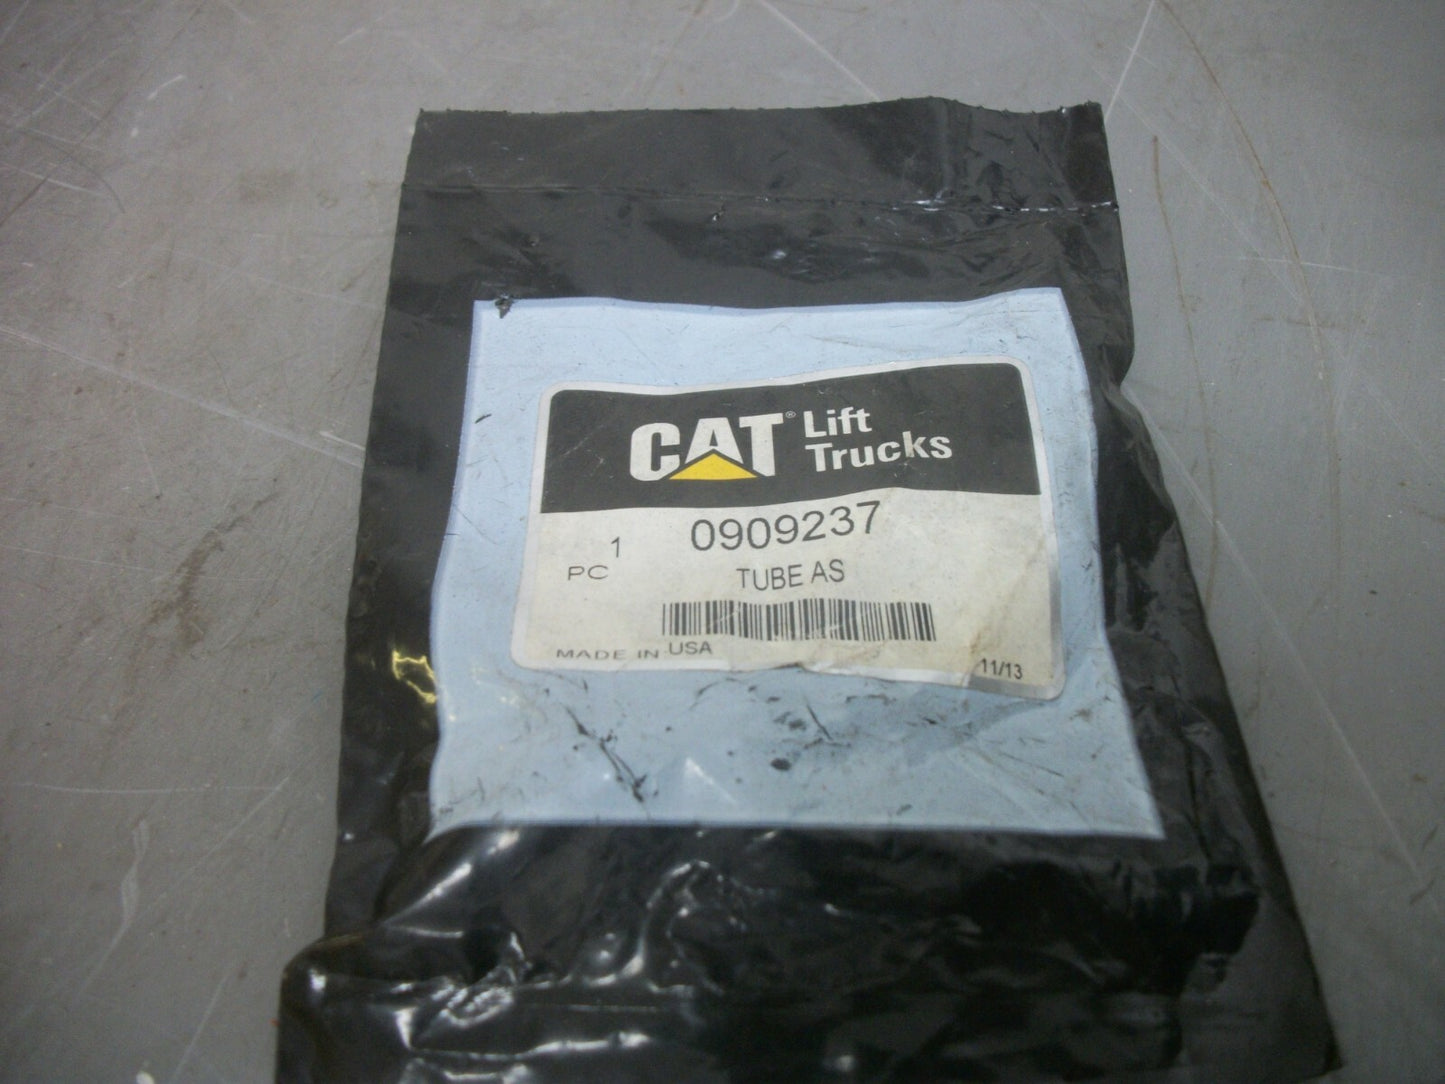 CAT® Lift
Trucks
1 0909237
PC TUBE AS
MADE IN USA
11/13